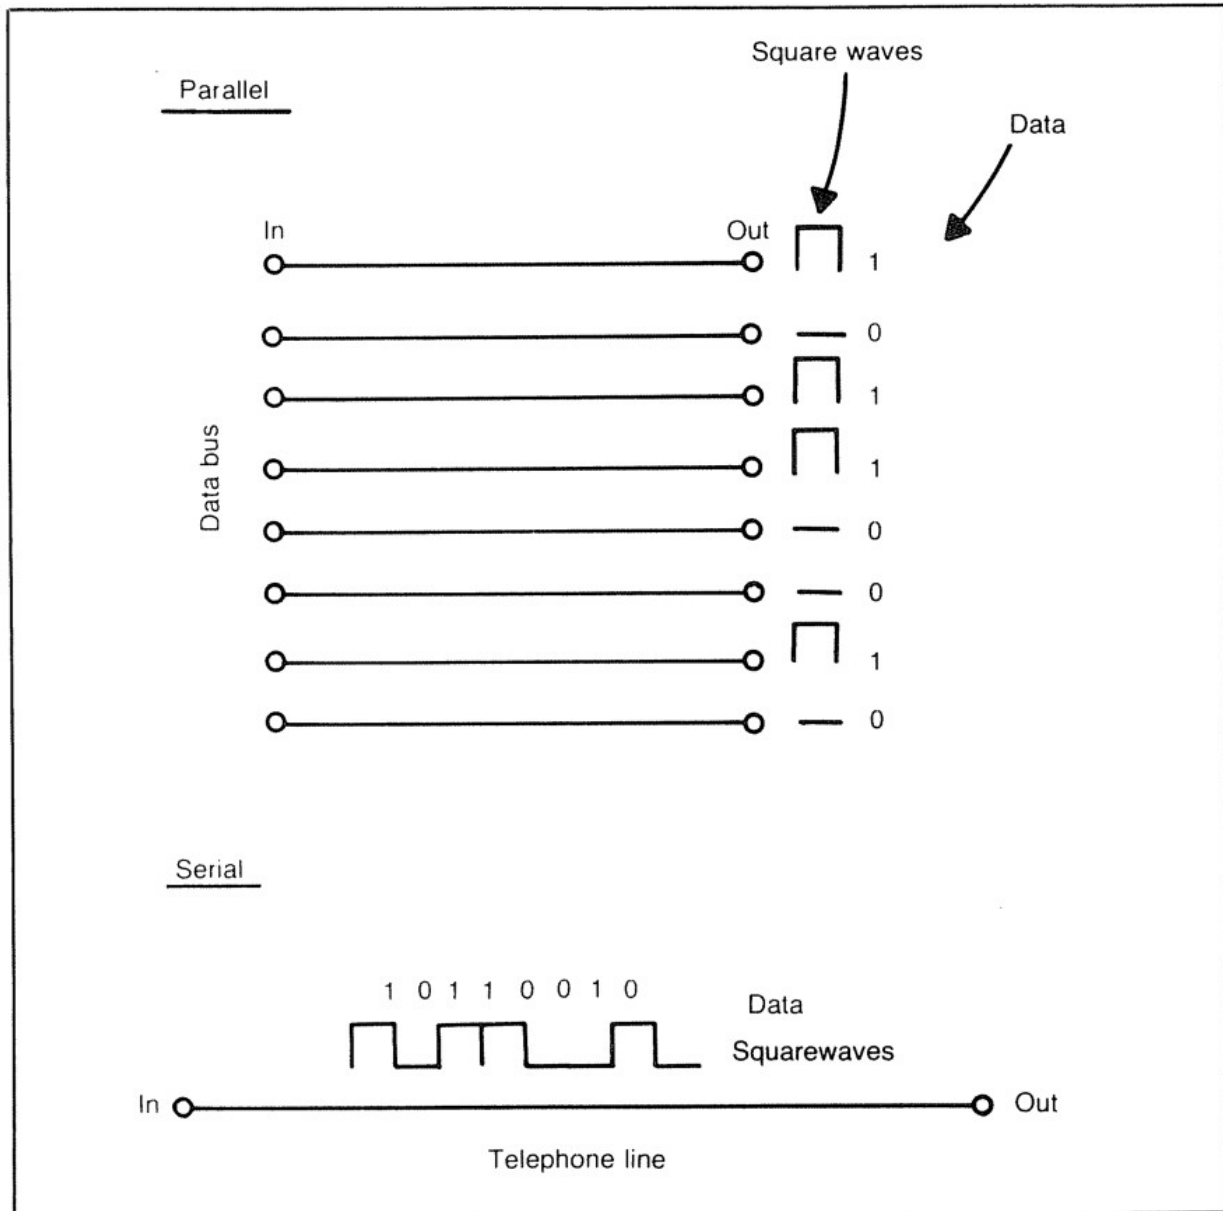 Parallel
Square waves
Data
In
Out
1
0
1
1
0
0
1
0
Data bus
Serial
1 0 1 1 0 0 1 0
Data
Squarewaves
In
Out
Telephone line